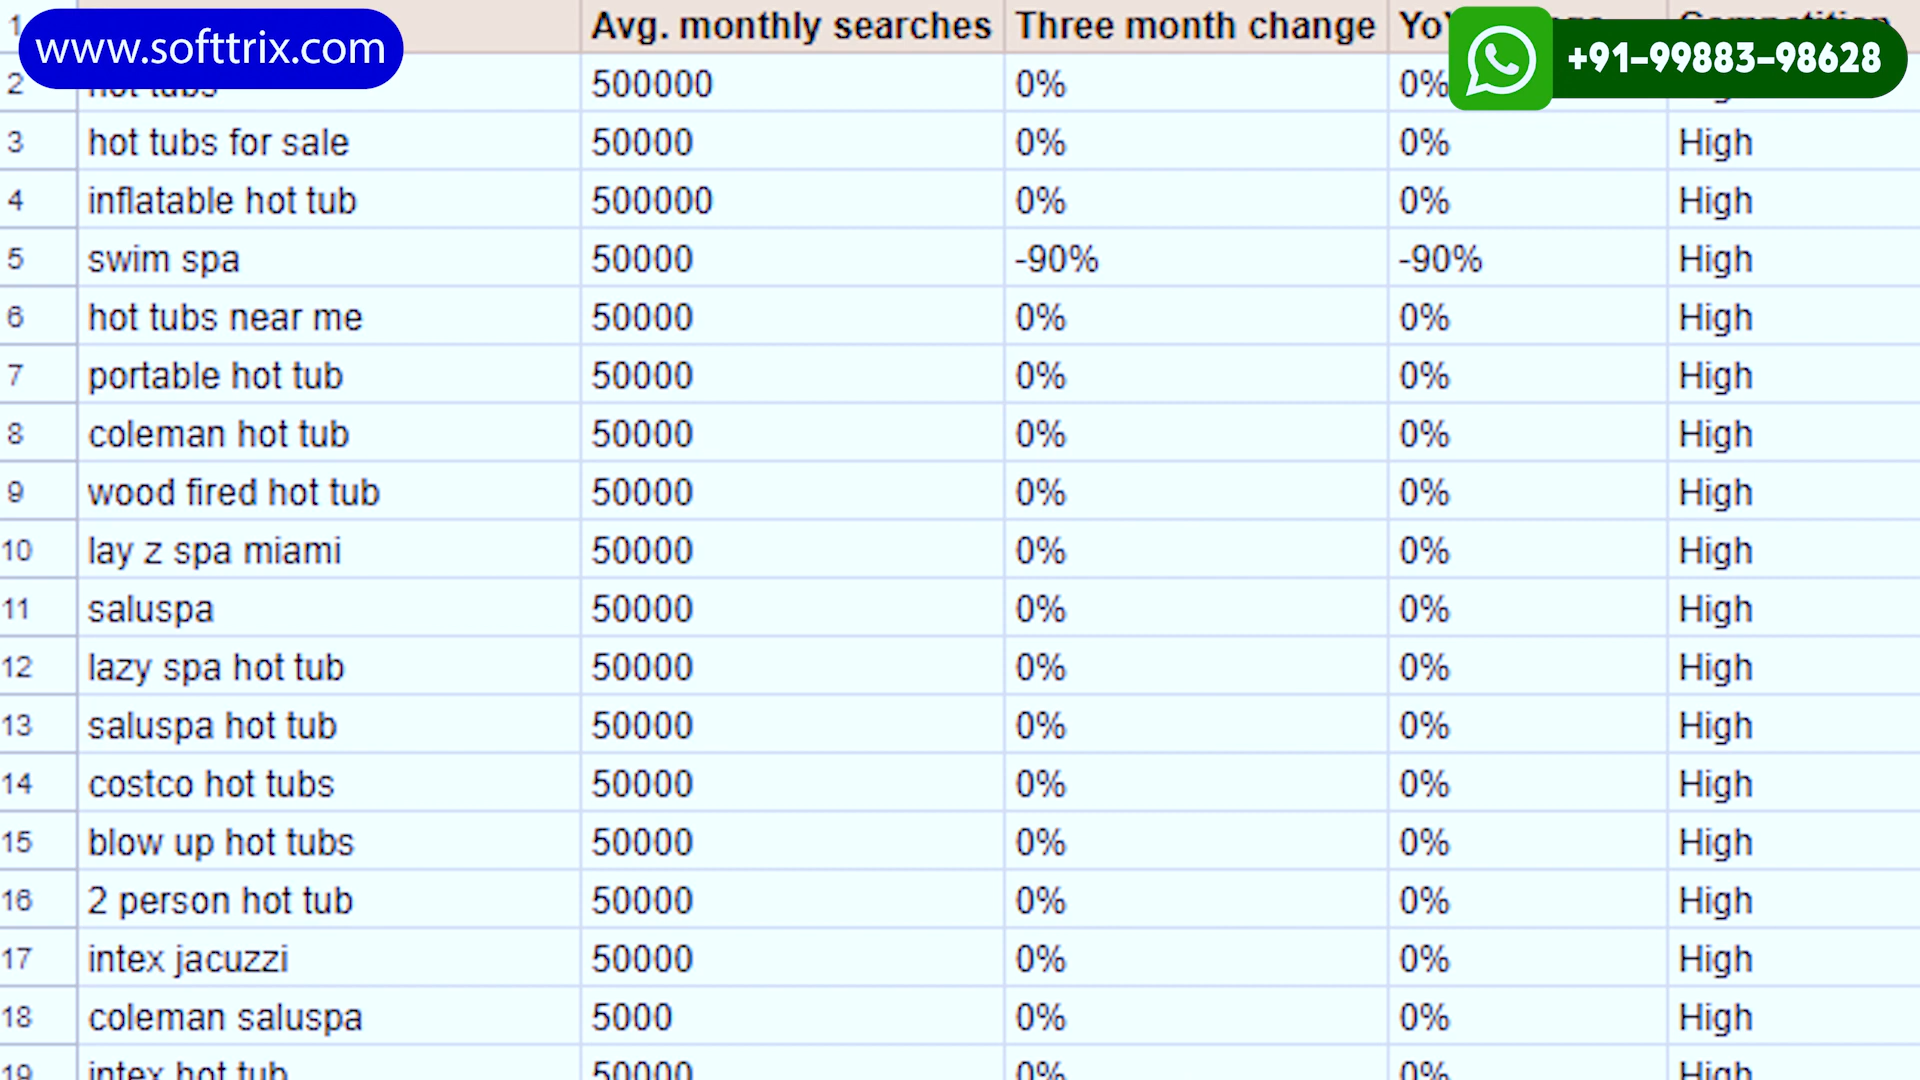 1 Avg. monthly searches Three month change
www.softtrix.com
+91-99883-98628
2 hot tubs 500000 0% 0%
3 hot tubs for sale 50000 0% 0% High
4 inflatable hot tub 500000 0% 0% High
5 swim spa 50000 -90% -90% High
6 hot tubs near me 50000 0% 0% High
7 portable hot tub 50000 0% 0% High
8 coleman hot tub 50000 0% 0% High
9 wood fired hot tub 50000 0% 0% High
10 lay z spa miami 50000 0% 0% High
11 saluspa 50000 0% 0% High
12 lazy spa hot tub 50000 0% 0% High
13 saluspa hot tub 50000 0% 0% High
14 costco hot tubs 50000 0% 0% High
15 blow up hot tubs 50000 0% 0% High
16 2 person hot tub 50000 0% 0% High
17 intex jacuzzi 50000 0% 0% High
18 coleman saluspa 5000 0% 0% High
19 intex hot tub 50000 0% 0% High